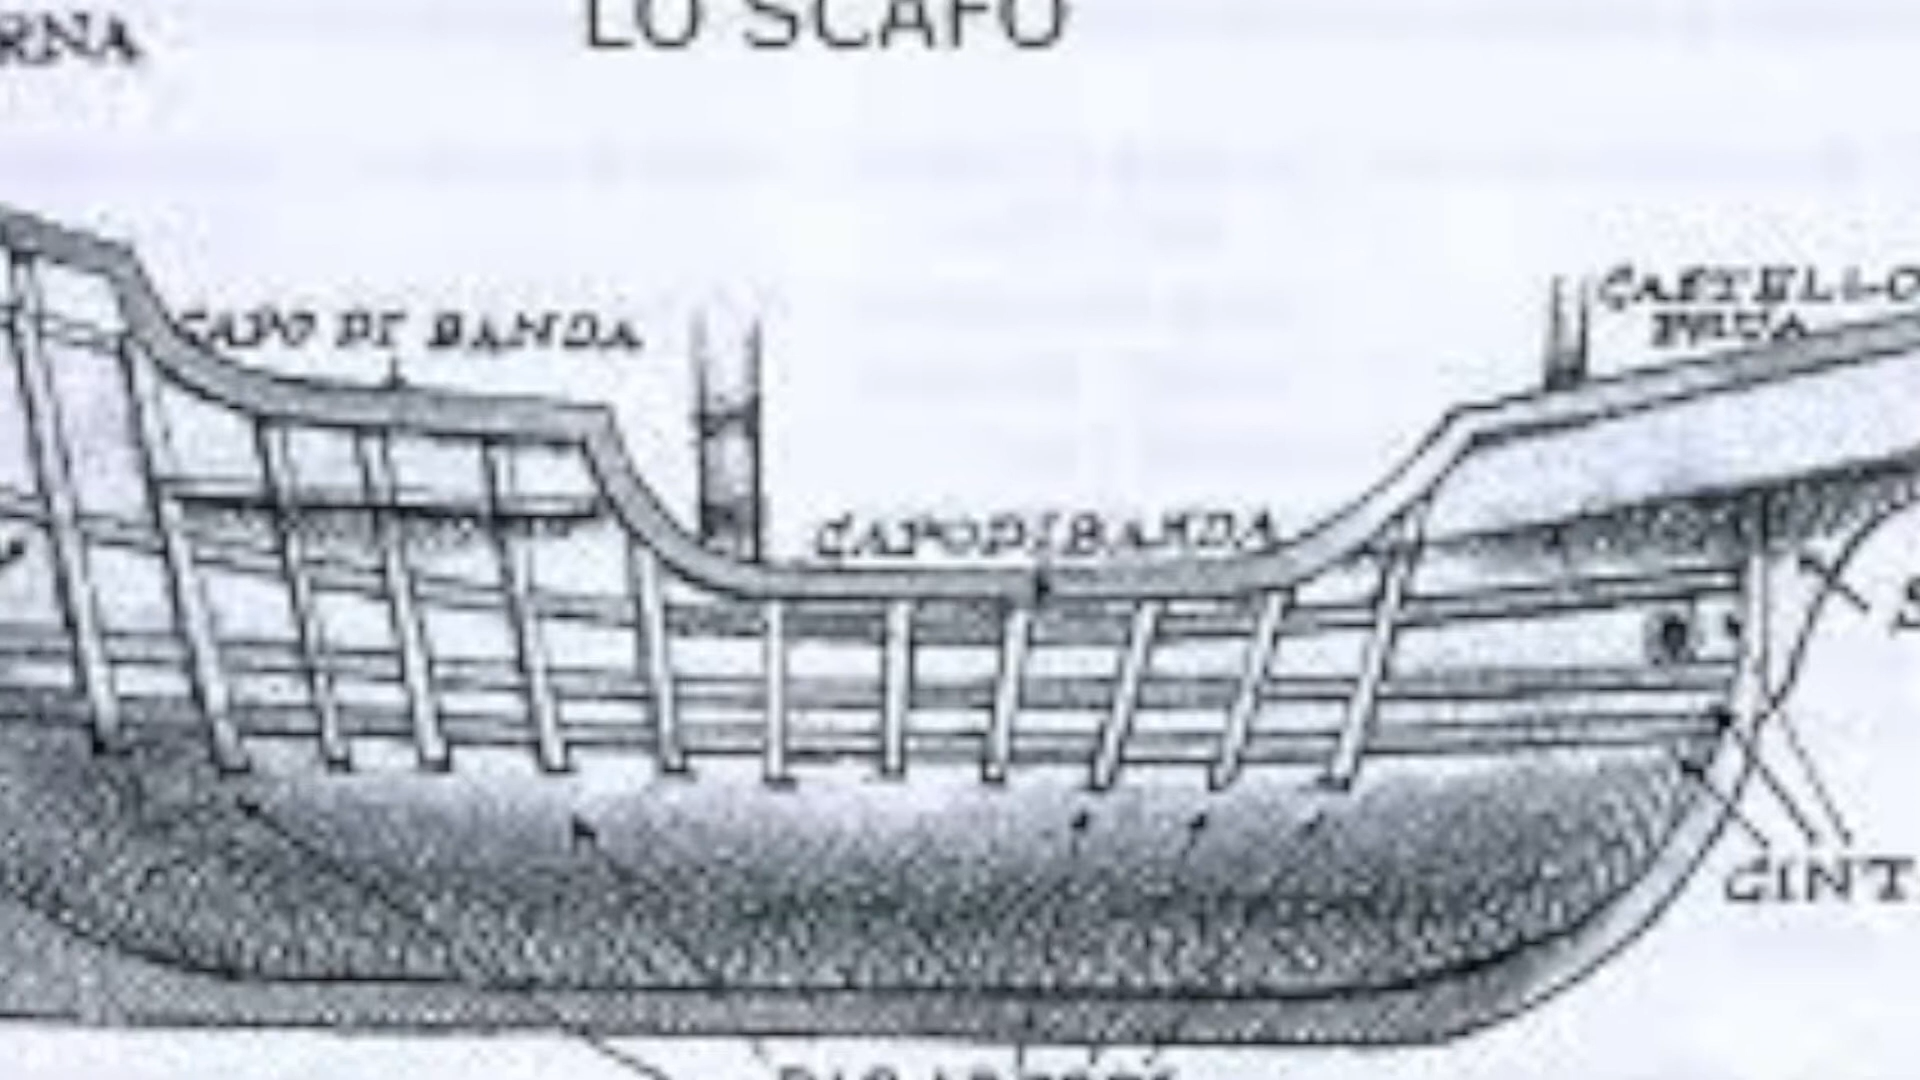 LO SCAFO
RNA
CAPO DI BANDA
CASTELLO
PRUA
CAPO DI BANDA
S
CINT